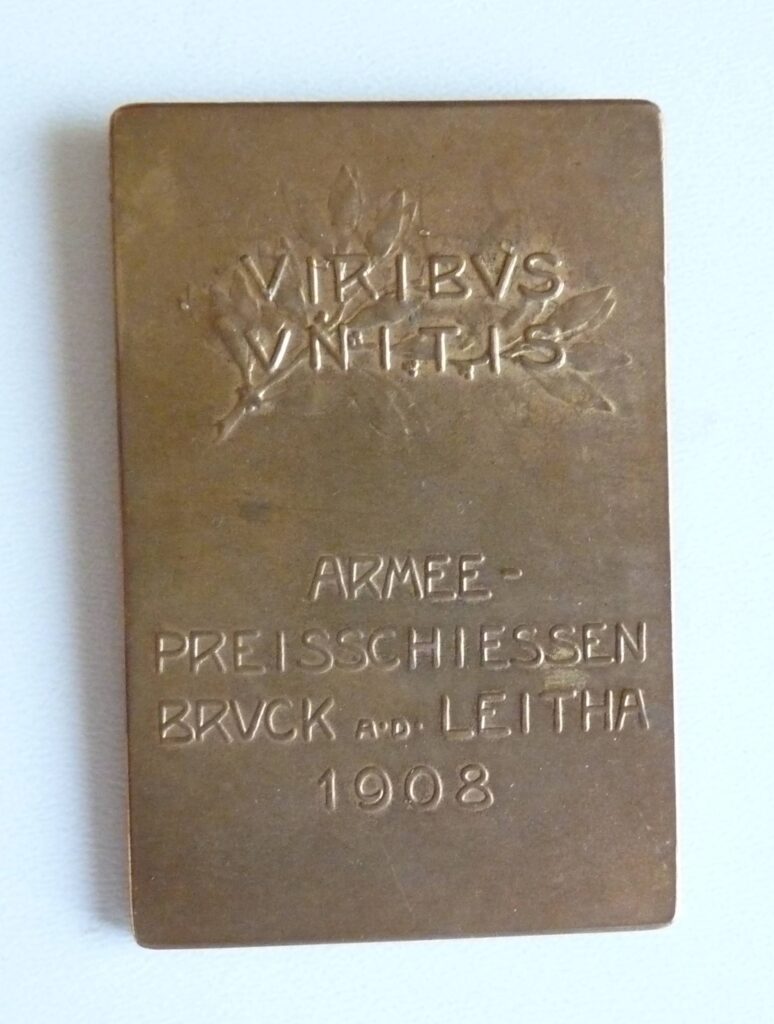 VIRIBVS
VNITIS
ARMEE-
PREISSCHIESSEN
BRVCK A.D. LEITHA
1908